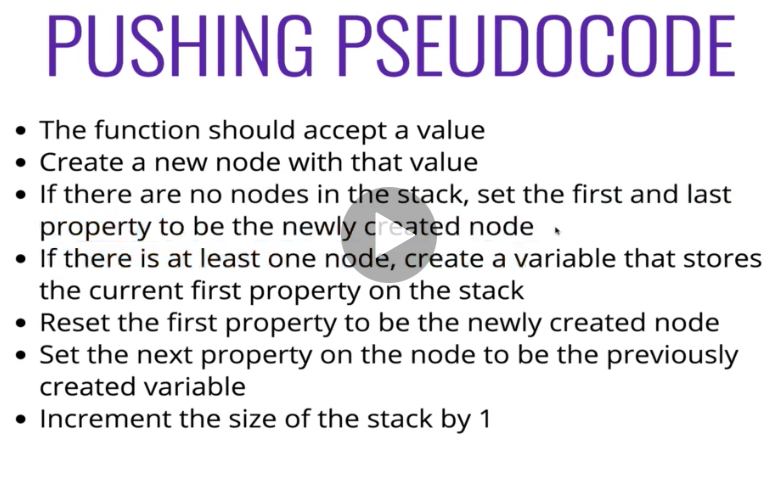 PUSHING PSEUDOCODE
• The function should accept a value
• Create a new node with that value
• If there are no nodes in the stack, set the first and last
property to be the newly created node
• If there is at least one node, create a variable that stores
the current first property on the stack
• Reset the first property to be the newly created node
• Set the next property on the node to be the previously
created variable
• Increment the size of the stack by 1